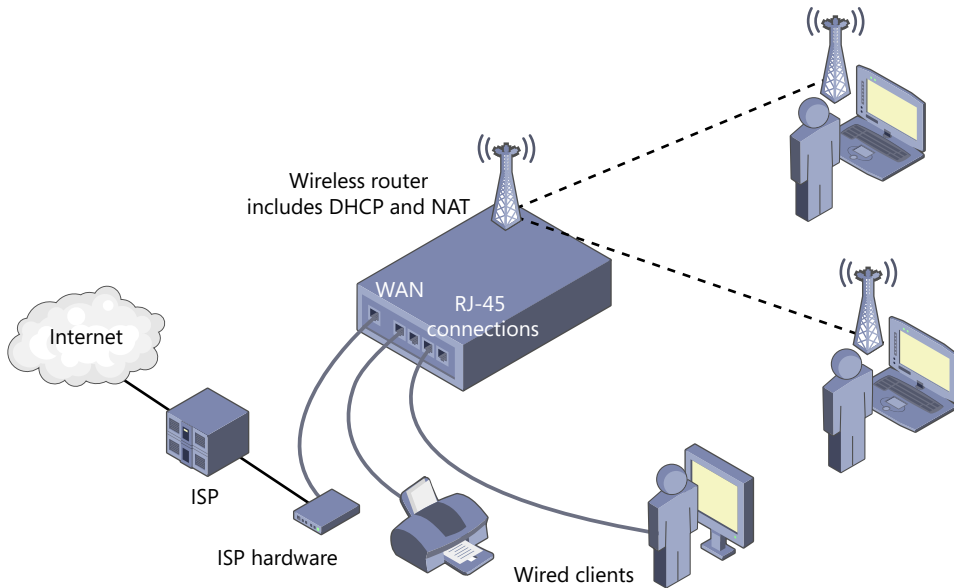 Wireless router
includes DHCP and NAT
WAN
RJ-45
connections
Internet
ISP
ISP hardware
Wired clients